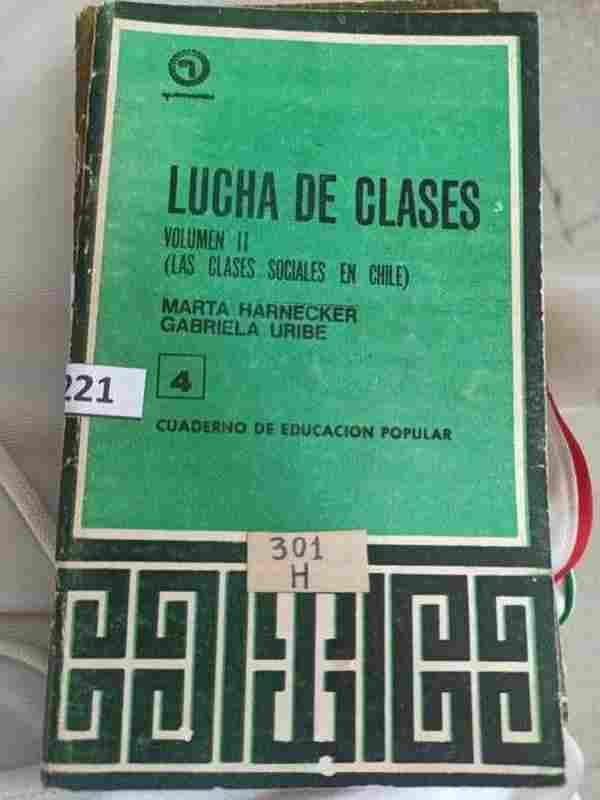 LUCHA DE CLASES
VOLUMEN II
(LAS CLASES SOCIALES EN CHILE)
MARTA HARNECKER
GABRIELA URIBE
4
221
CUADERNO DE EDUCACION POPULAR
301
H